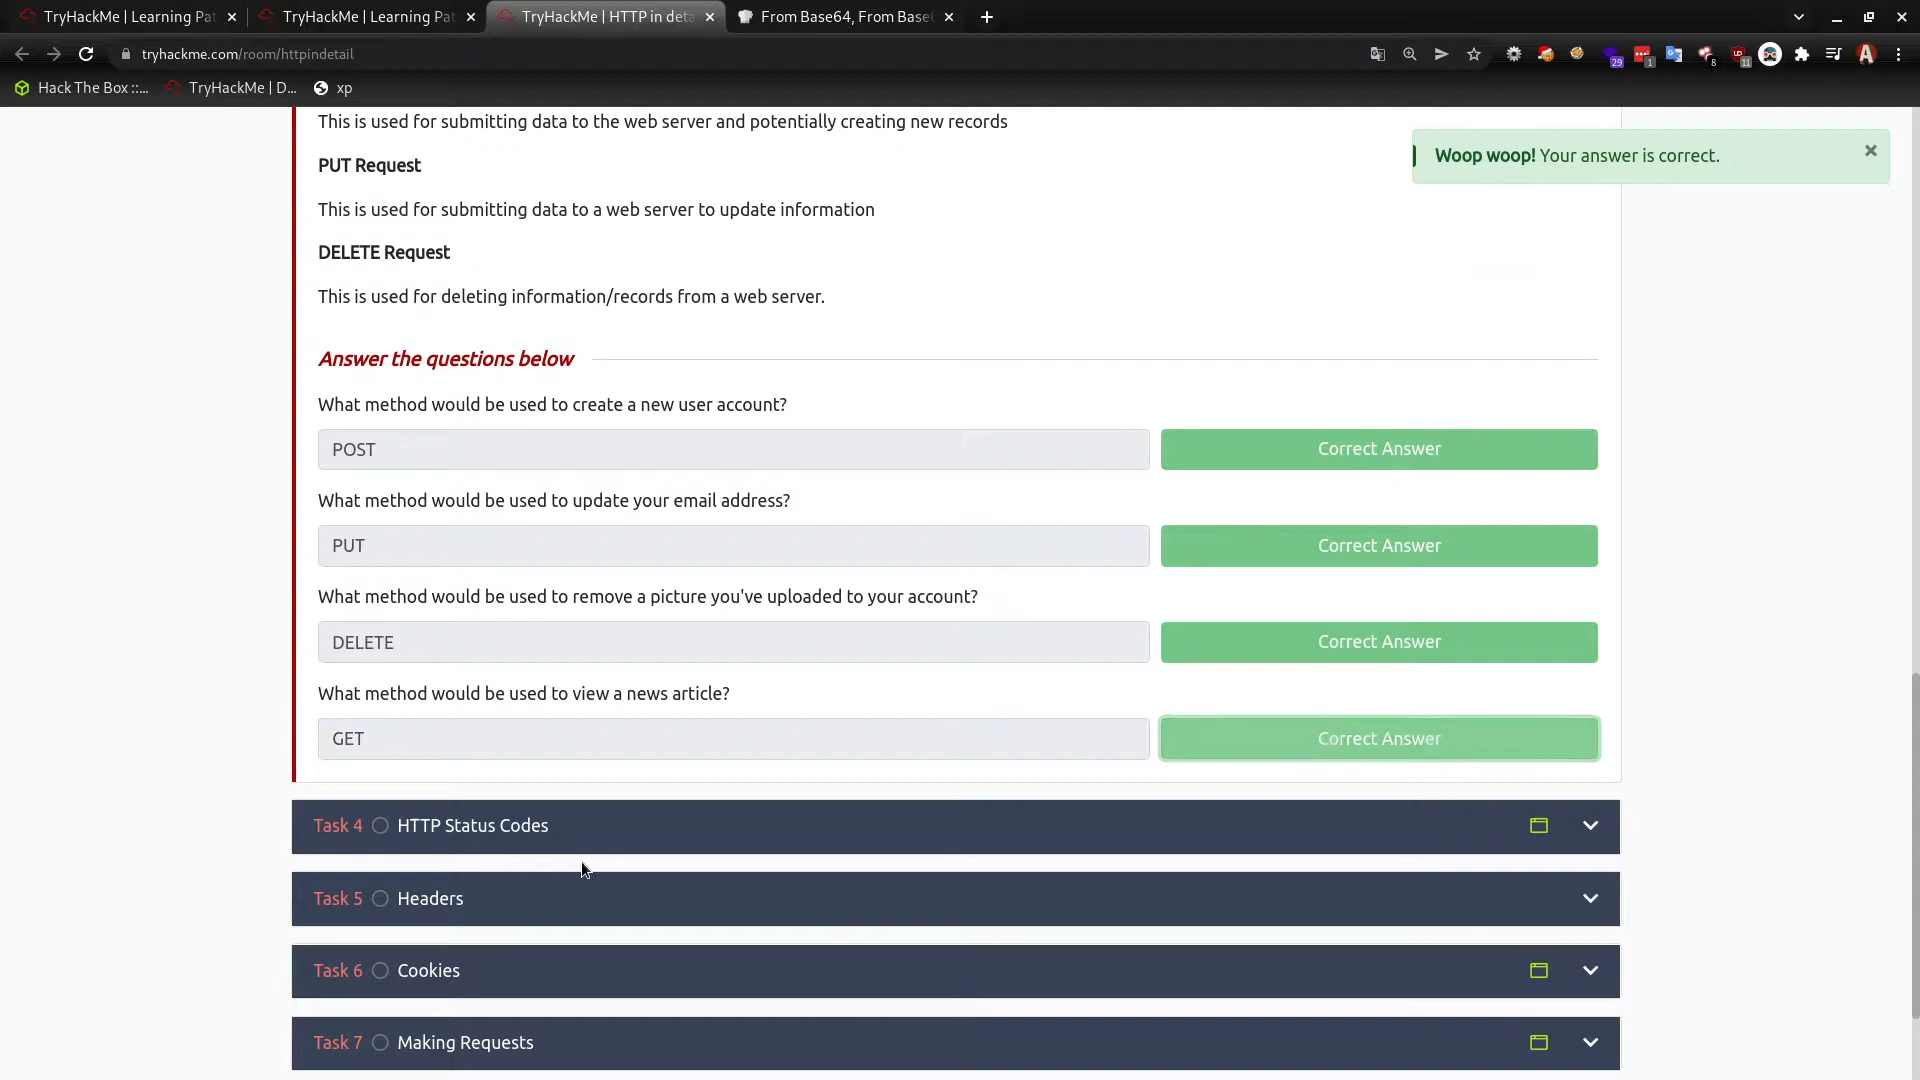 TryHackMe | Learning Pat
TryHackMe | Learning Pat
TryHackMe | HTTP in deta
From Base64, From Base6
tryhackme.com/room/httpindetail
29
1
8
11
Hack The Box ::...
TryHackMe | D...
xp
This is used for submitting data to the web server and potentially creating new records
Woop woop! Your answer is correct.
PUT Request
This is used for submitting data to a web server to update information
DELETE Request
This is used for deleting information/records from a web server.
Answer the questions below
What method would be used to create a new user account?
POST
Correct Answer
What method would be used to update your email address?
PUT
Correct Answer
What method would be used to remove a picture you've uploaded to your account?
DELETE
Correct Answer
What method would be used to view a news article?
GET
Correct Answer
Task 4 HTTP Status Codes
Task 5 Headers
Task 6 Cookies
Task 7 Making Requests